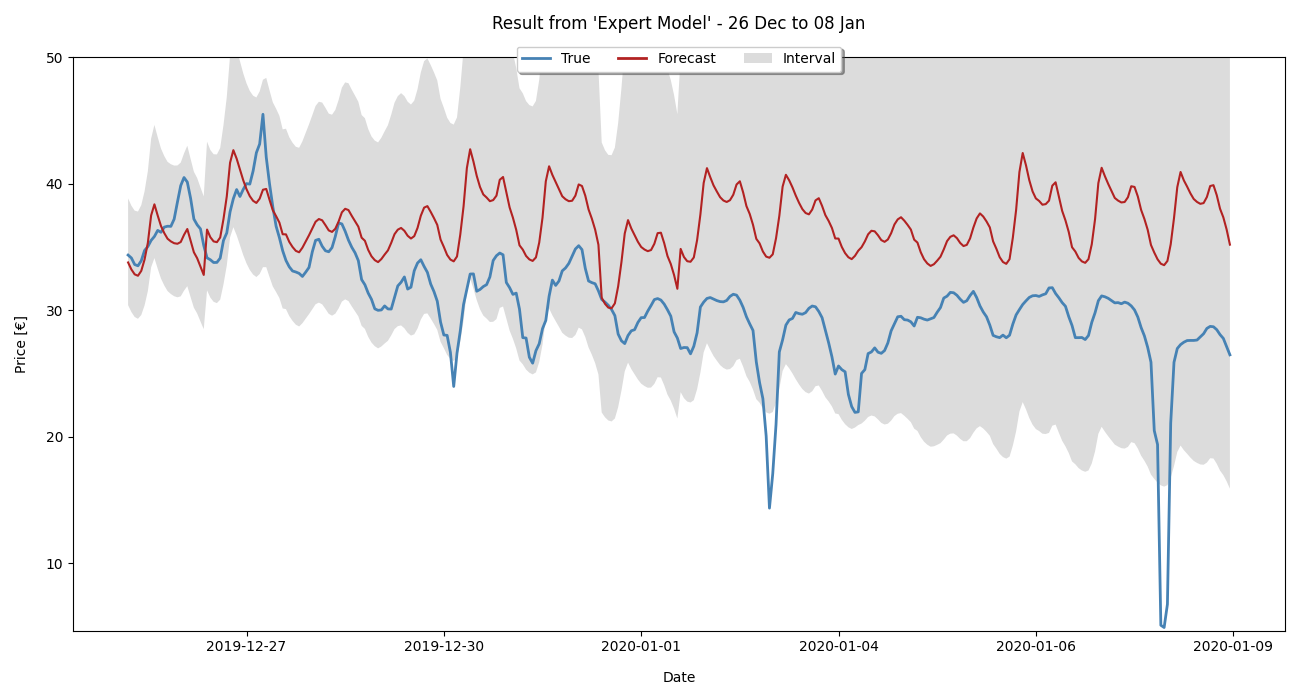 Result from 'Expert Model' - 26 Dec to 08 Jan
True Forecast Interval
50
40
30
20
10
Price [€]
2019-12-27 2019-12-30 2020-01-01 2020-01-04 2020-01-06 2020-01-09
Date